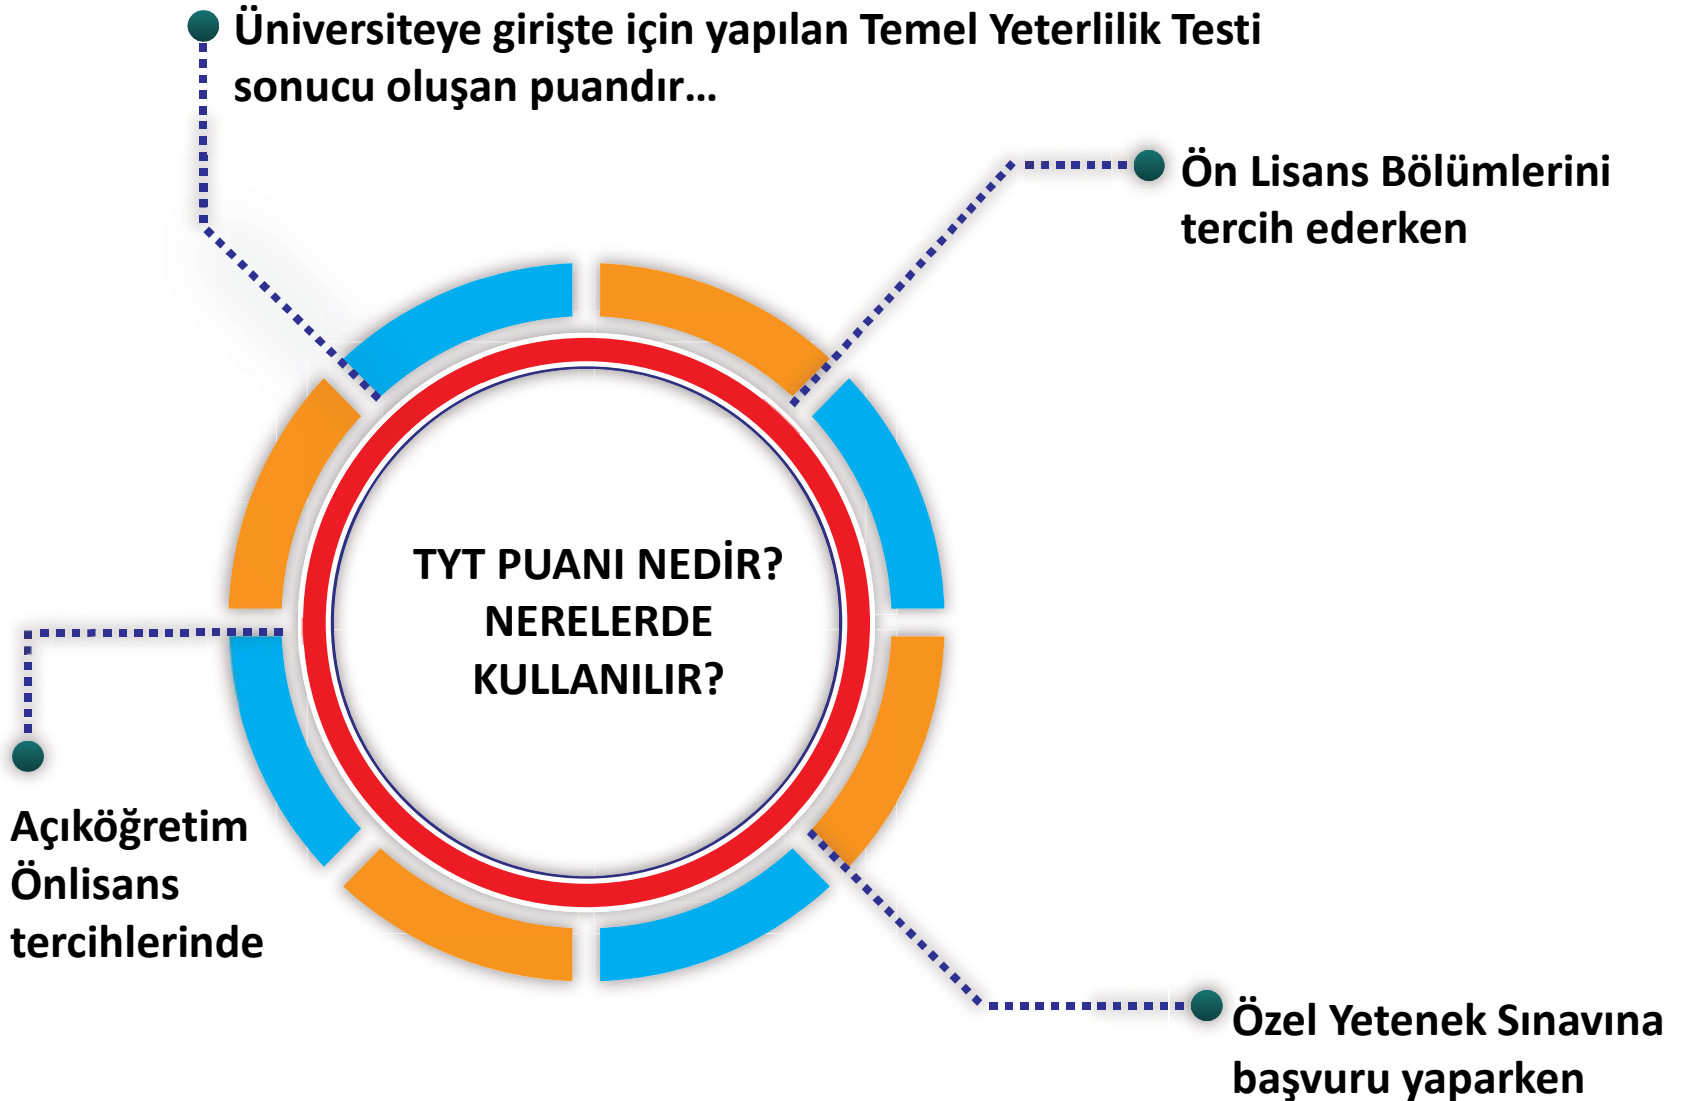 Üniversiteye girişte için yapılan Temel Yeterlilik Testi
sonucu oluşan puandır...
Ön Lisans Bölümlerini
tercih ederken
TYT PUANI NEDİR?
NERELERDE
KULLANILIR?
Açıköğretim
Önlisans
tercihlerinde
Özel Yetenek Sınavına
başvuru yaparken